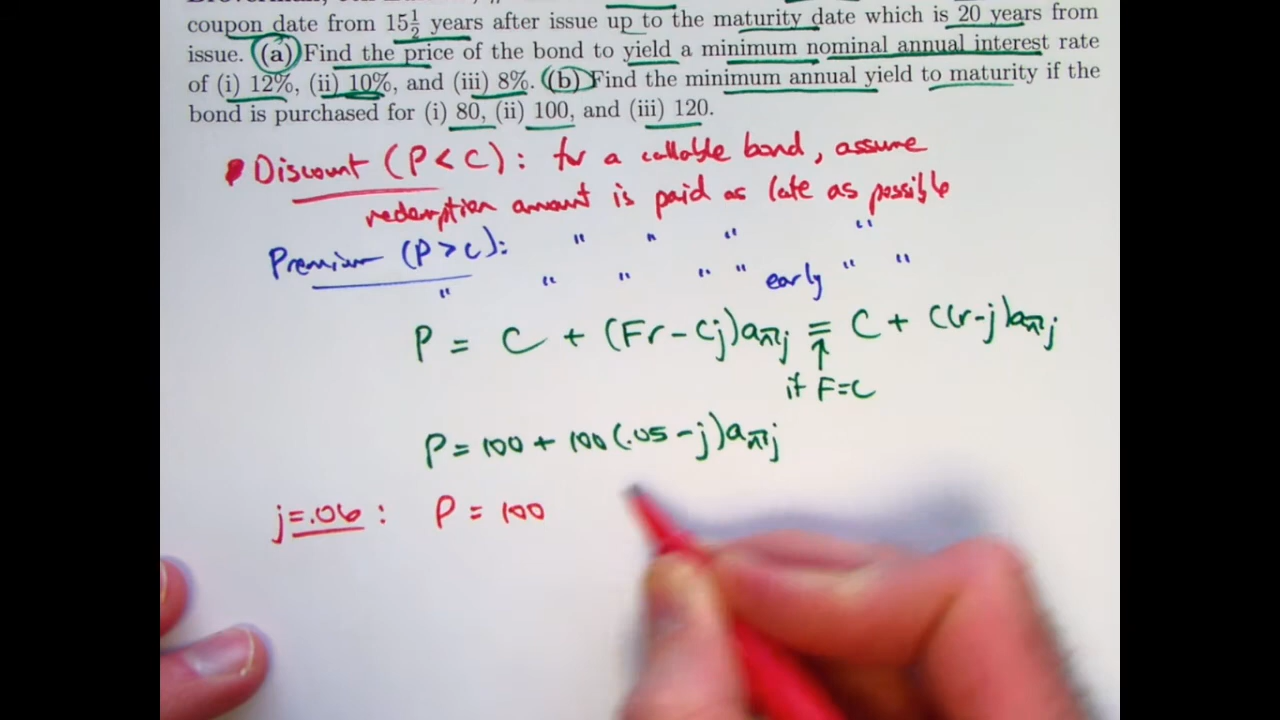 coupon date from 15½ years after issue up to the maturity date which is 20 years from
issue. (a) Find the price of the bond to yield a minimum nominal annual interest rate
of (i) 12%, (ii) 10%, and (iii) 8%. (b) Find the minimum annual yield to maturity if the
bond is purchased for (i) 80, (ii) 100, and (iii) 120.
Discount (P < C): for a callable bond, assume
redemption amount is paid as late as possible
Premium (P > C): " " " "
" " " " " early " "
P = C + (Fr - Cj)a_n̅|j = C + C(r-j)a_n̅|j
↑
if F=C
P = 100 + 100(.05 - j)a_n̅|j
j=.06: P = 100